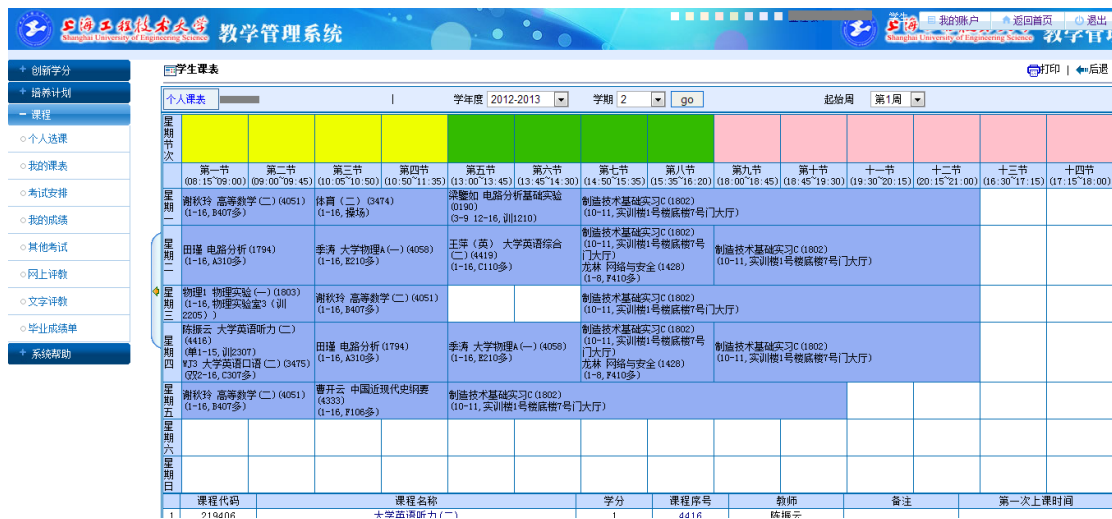 上海工程技术大学
Shanghai University of Engineering Science
教学管理系统
我的账户 返回首页 退出
创新学分
培养计划
课程
个人选课
我的课表
考试安排
我的成绩
其他考试
网上评教
文字评教
毕业成绩单
系统帮助
学生课表
打印 | 后退
个人课表 | 学年度 2012-2013 学期 2 go 起始周 第1周
星期节次
第一节 第二节 第三节 第四节 第五节 第六节 第七节 第八节 第九节 第十节 十一节 十二节 十三节 十四节
(08:15~09:00) (09:00~09:45) (10:05~10:50) (10:50~11:35) (13:00~13:45) (13:45~14:30) (14:50~15:35) (15:35~16:20) (18:00~18:45) (18:45~19:30) (19:30~20:15) (20:15~21:00) (16:30~17:15) (17:15~18:00)
星期一
谢秋玲 高等数学(二)(4051)
(1-16,B407多)
体育（二）(3474)
(1-16,操场)
梁鉴如 电路分析基础实验
(0190)
(3-9 12-16,训1210)
制造技术基础实习C(1802)
(10-11,实训楼1号楼底楼7号门大厅)
星期二
田瑾 电路分析(1794)
(1-16,A310多)
季涛 大学物理A(一)(4058)
(1-16,E210多)
王萍（英） 大学英语综合
(二)(4419)
(1-16,C110多)
制造技术基础实习C(1802)
(10-11,实训楼1号楼底楼7号
门大厅)
龙林 网络与安全(1428)
(1-8,F410多)
制造技术基础实习C(1802)
(10-11,实训楼1号楼底楼7号门大厅)
星期三
物理1 物理实验(一)(1803)
(1-16,物理实验室3（训
2205）)
谢秋玲 高等数学(二)(4051)
(1-16,B407多)
制造技术基础实习C(1802)
(10-11,实训楼1号楼底楼7号门大厅)
星期四
陈振云 大学英语听力(二)
(4416)
(单1-15,训2307)
WJ3 大学英语口语(二)(3475)
(双2-16,C307多)
田瑾 电路分析(1794)
(1-16,A310多)
季涛 大学物理A(一)(4058)
(1-16,E210多)
制造技术基础实习C(1802)
(10-11,实训楼1号楼底楼7号
门大厅)
龙林 网络与安全(1428)
(1-8,F410多)
制造技术基础实习C(1802)
(10-11,实训楼1号楼底楼7号门大厅)
星期五
谢秋玲 高等数学(二)(4051)
(1-16,B407多)
曹开云 中国近现代史纲要
(4333)
(1-16,F106多)
制造技术基础实习C(1802)
(10-11,实训楼1号楼底楼7号门大厅)
星期六
星期日
课程代码 课程名称 学分 课程序号 教师 备注 第一次上课时间
1 219406 大学英语听力(二) 1 4416 陈振云